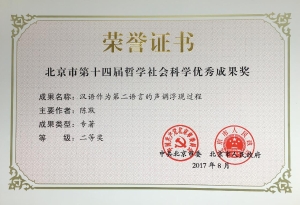 荣誉证书
北京市第十四届哲学社会科学优秀成果奖
成果名称：汉语作为第二语言的声调浮现过程
主要作者：陈默
成果类型：专著
等　　级：二等奖
中共北京市委　北京市人民政府
2017年8月